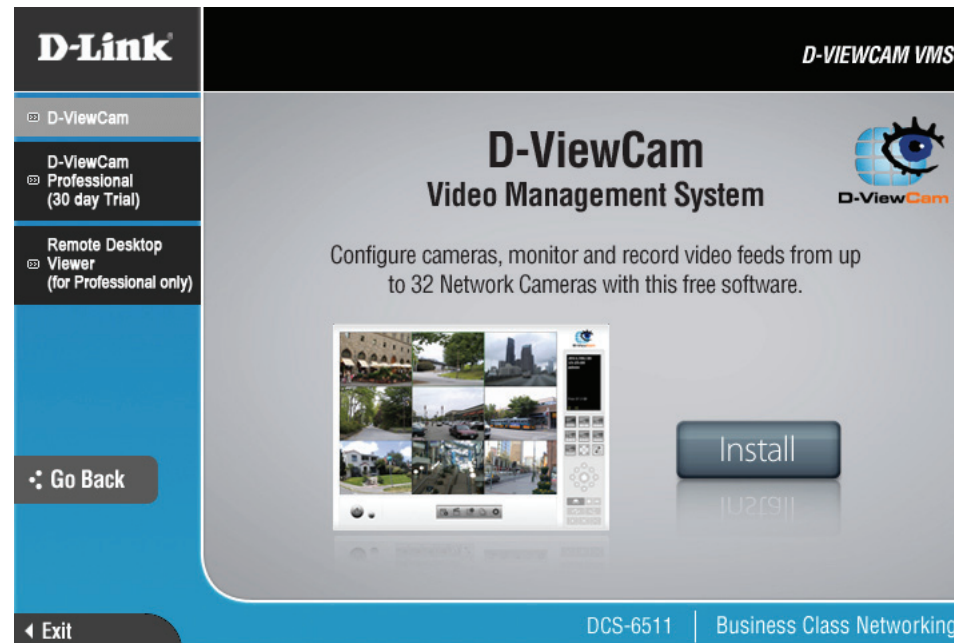 D-Link
D-VIEWCAM VMS
D-ViewCam
D-ViewCam
Professional
(30 day Trial)
Remote Desktop
Viewer
(for Professional only)
Go Back
Exit
D-ViewCam
Video Management System
D-ViewCam
Configure cameras, monitor and record video feeds from up
to 32 Network Cameras with this free software.
Install
DCS-6511
Business Class Networking